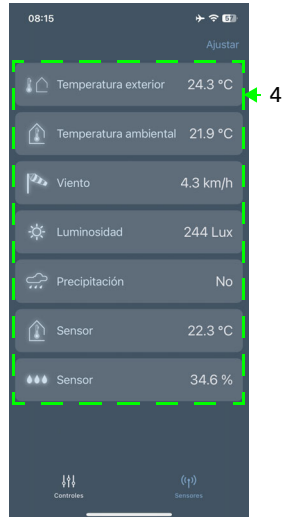 08:15
57
Ajustar
Temperatura exterior 24.3 °C
4
Temperatura ambiental 21.9 °C
Viento 4.3 km/h
Luminosidad 244 Lux
Precipitación No
Sensor 22.3 °C
Sensor 34.6 %
Controles Sensores